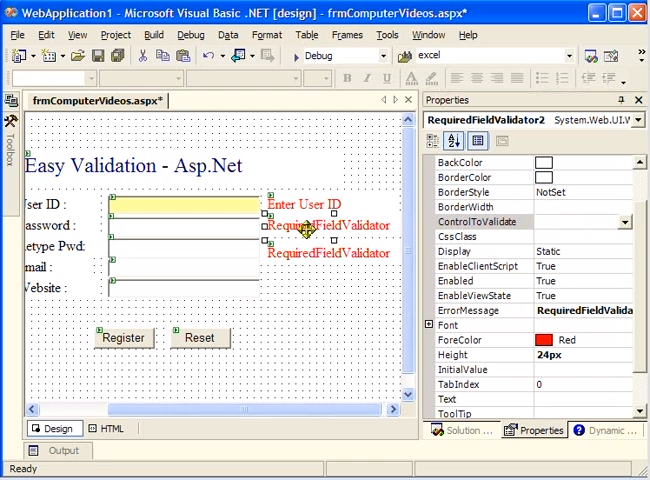 WebApplication1 - Microsoft Visual Basic .NET [design] - frmComputerVideos.aspx*
File Edit View Project Build Debug Data Format Table Frames Tools Window Help
Debug excel
B I U
frmComputerVideos.aspx*
Toolbox
Easy Validation - Asp.Net
ser ID :
Enter User ID
assword :
RequiredFieldValidator
etype Pwd:
RequiredFieldValidator
mail :
ebsite :
Register Reset
Design HTML
Properties
RequiredFieldValidator2 System.Web.UI.W
BackColor
BorderColor
BorderStyle NotSet
BorderWidth
ControlToValidate
CssClass
Display Static
EnableClientScript True
Enabled True
EnableViewState True
ErrorMessage RequiredFieldValida
Font
ForeColor Red
Height 24px
InitialValue
TabIndex 0
Text
ToolTip
Solution ... Properties Dynamic ...
Output
Ready